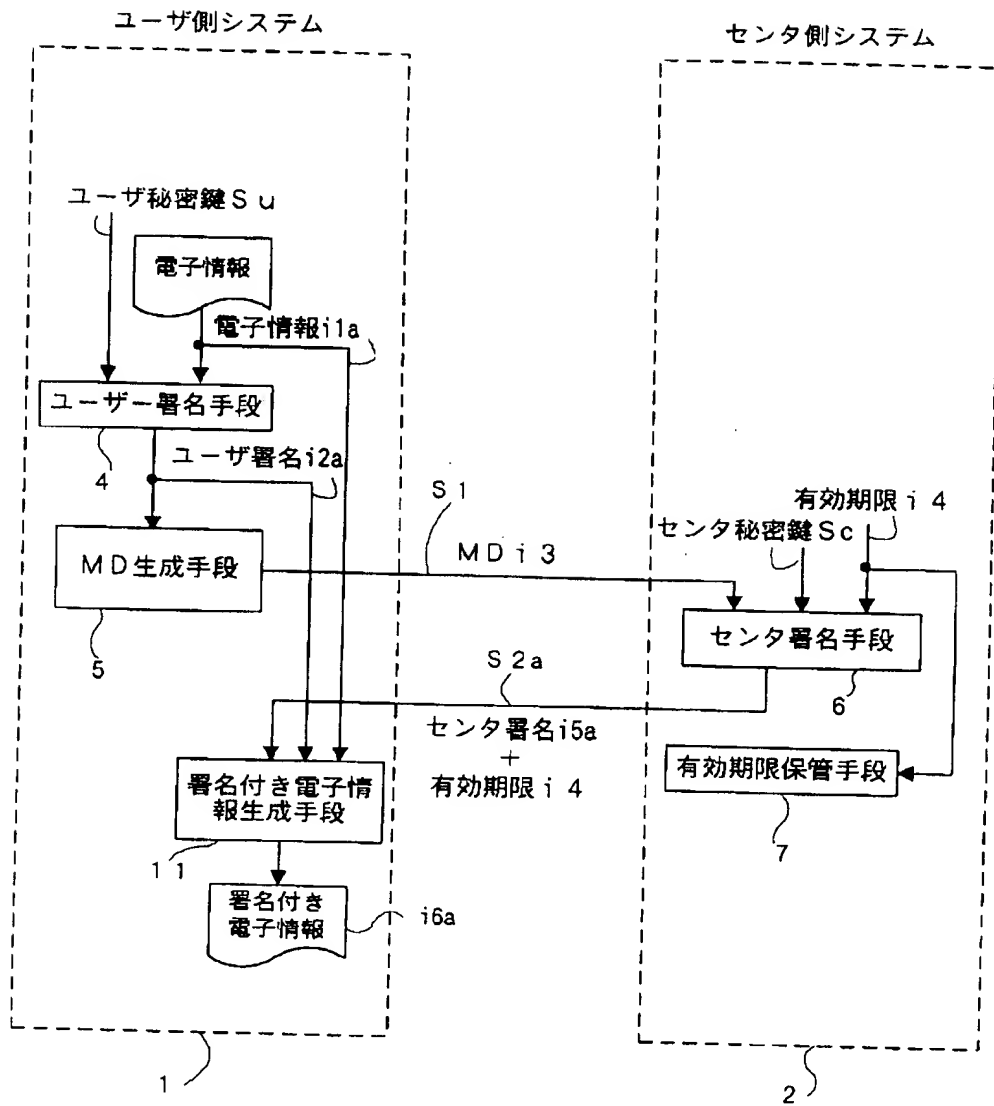 ユーザ側システム
センタ側システム
ユーザ秘密鍵Ｓｕ
電子情報
電子情報i1a
ユーザー署名手段
4
ユーザ署名i2a
MD生成手段
5
S1
MDi3
有効期限i4
センタ秘密鍵Sc
センタ署名手段
6
S2a
センタ署名i5a
+
有効期限i4
有効期限保管手段
7
署名付き電子情
報生成手段
11
署名付き
電子情報
i6a
1
2